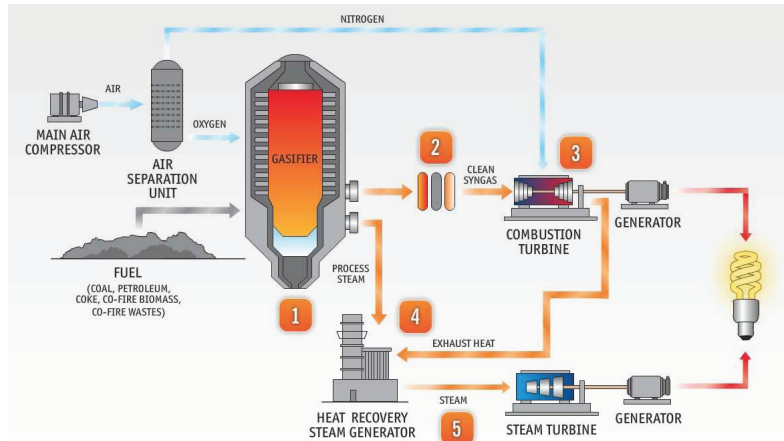 NITROGEN
AIR
MAIN AIR
COMPRESSOR
OXYGEN
AIR
SEPARATION
UNIT
GASIFIER
2
CLEAN
SYNGAS
3
COMBUSTION
TURBINE
GENERATOR
FUEL
(COAL, PETROLEUM,
COKE, CO-FIRE BIOMASS,
CO-FIRE WASTES)
1
PROCESS
STEAM
4
EXHAUST HEAT
HEAT RECOVERY
STEAM GENERATOR
STEAM
5
STEAM TURBINE
GENERATOR